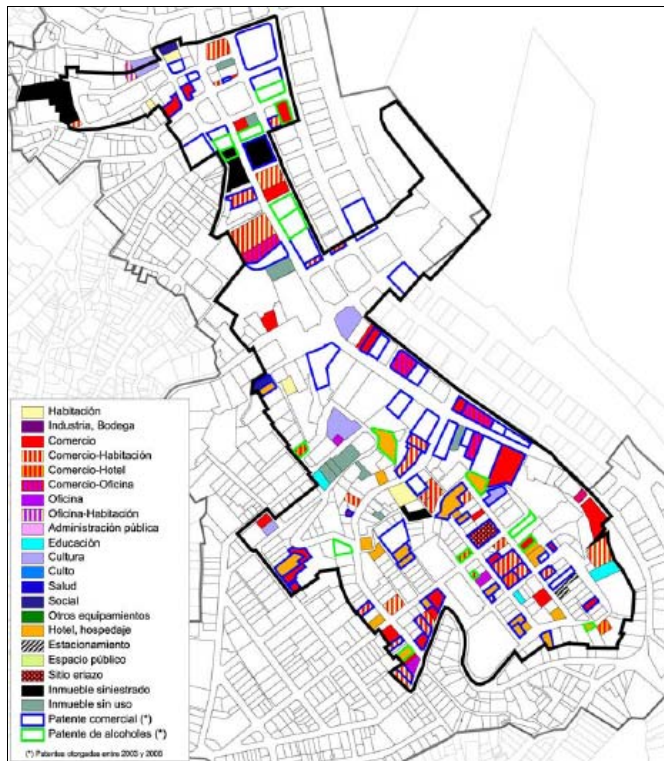 Habitación
Industria, Bodega
Comercio
Comercio-Habitación
Comercio-Hotel
Comercio-Oficina
Oficina
Oficina-Habitación
Administración pública
Educación
Cultura
Culto
Salud
Social
Otros equipamientos
Hotel, hospedaje
Estacionamiento
Espacio público
Sitio eriazo
Inmueble siniestrado
Inmueble sin uso
Patente comercial (*)
Patente de alcoholes (*)
(*) Patentes otorgadas entre 2003 y 2008